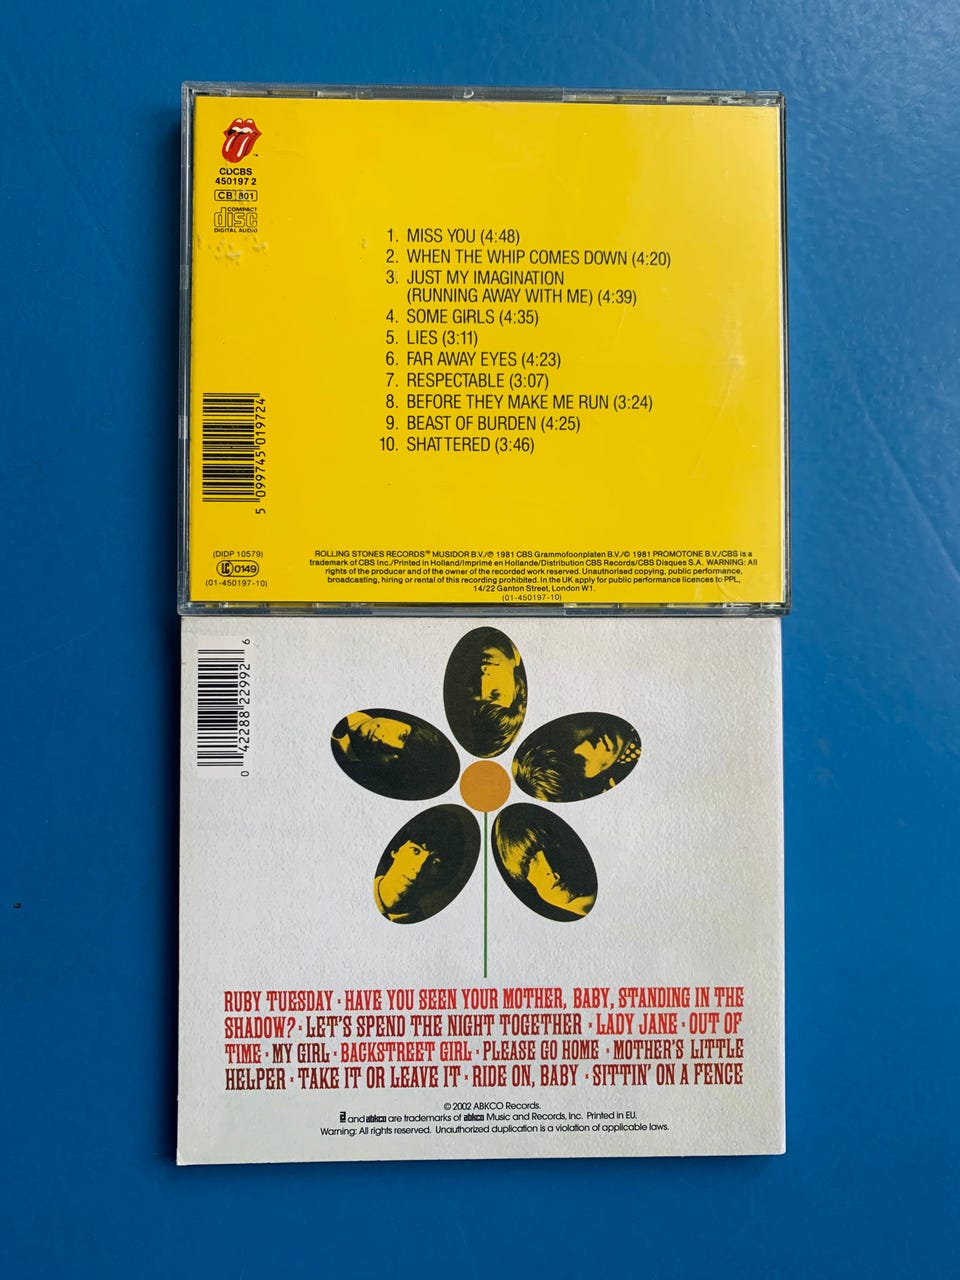 CDCBS
450197 2
CB 801
COMPACT
disc
DIGITAL AUDIO
1. MISS YOU (4:48)
2. WHEN THE WHIP COMES DOWN (4:20)
3. JUST MY IMAGINATION
(RUNNING AWAY WITH ME) (4:39)
4. SOME GIRLS (4:35)
5. LIES (3:11)
6. FAR AWAY EYES (4:23)
7. RESPECTABLE (3:07)
8. BEFORE THEY MAKE ME RUN (3:24)
9. BEAST OF BURDEN (4:25)
10. SHATTERED (3:46)
5 099745 019724
(DIDP 10579)
LC 0149
(01-450197-10)
ROLLING STONES RECORDS® MUSIDOR B.V./℗ 1981 CBS Grammofoonplaten B.V./© 1981 PROMOTONE B.V./CBS is a
trademark of CBS Inc./Printed in Holland/Imprimé en Hollande/Distribution CBS Records/CBS Disques S.A. WARNING: All
rights of the producer and of the owner of the recorded work reserved. Unauthorised copying, public performance,
broadcasting, hiring or rental of this recording prohibited. In the UK apply for public performance licences to PPL,
14/22 Ganton Street, London W1.
(01-450197-10)
0 42288 22992 6
RUBY TUESDAY · HAVE YOU SEEN YOUR MOTHER, BABY, STANDING IN THE
SHADOW? · LET'S SPEND THE NIGHT TOGETHER · LADY JANE · OUT OF
TIME · MY GIRL · BACKSTREET GIRL · PLEASE GO HOME · MOTHER'S LITTLE
HELPER · TAKE IT OR LEAVE IT · RIDE ON, BABY · SITTIN' ON A FENCE
© 2002 ABKCO Records.
and abkco are trademarks of abkco Music and Records, Inc. Printed in EU.
Warning: All rights reserved. Unauthorized duplication is a violation of applicable laws.